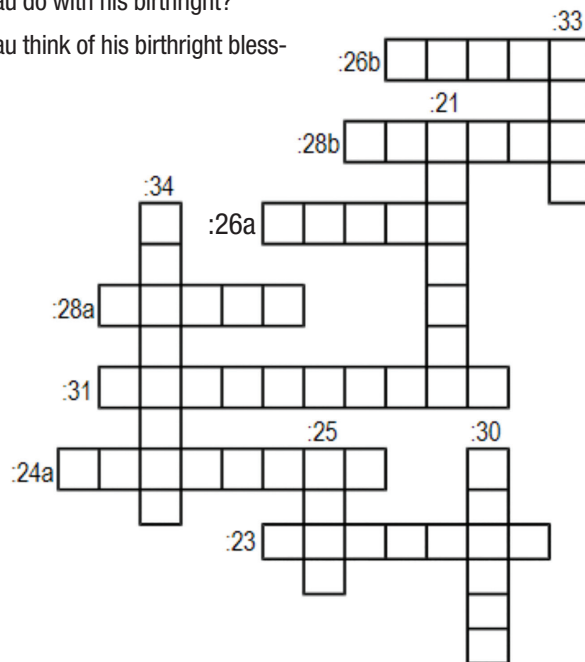 au do with his birthright?
au think of his birthright bless-
:33
:26b
:21
:28b
:34
:26a
:28a
:31
:25
:30
:24a
:23